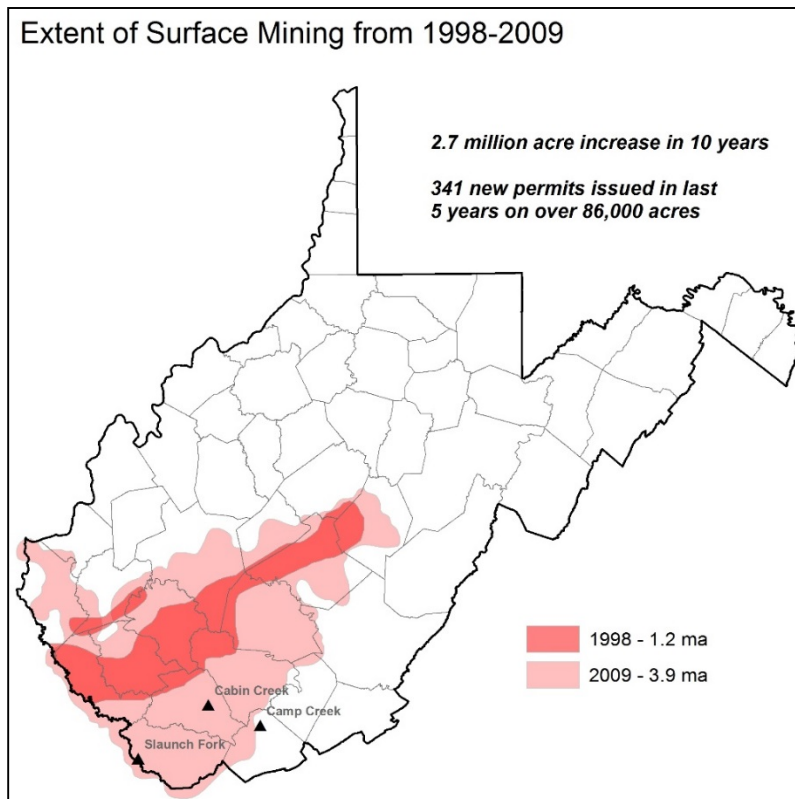 Extent of Surface Mining from 1998-2009
2.7 million acre increase in 10 years
341 new permits issued in last
5 years on over 86,000 acres
1998 - 1.2 ma
2009 - 3.9 ma
Cabin Creek
Camp Creek
Slaunch Fork